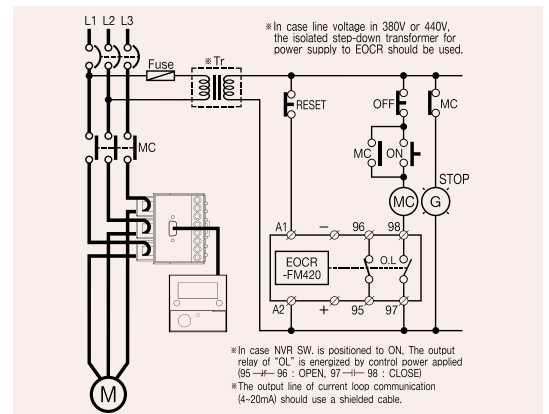 L1 L2 L3
※In case line voltage in 380V or 440V,
the isolated step-down transformer for
power supply to EOCR should be used.
Fuse
※Tr
RESET
OFF
MC
MC
MC
ON
STOP
MC
G
A1
–
96
98
EOCR
-FM420
O.L
A2
+
95
97
※In case NVR SW. is positioned to ON, The output
relay of "OL" is energized by control power applied
(95 ⊣/⊢ 96 : OPEN, 97 ⊣⊢ 98 : CLOSE)
※The output line of current loop communication
(4~20mA) should use a shielded cable.
M